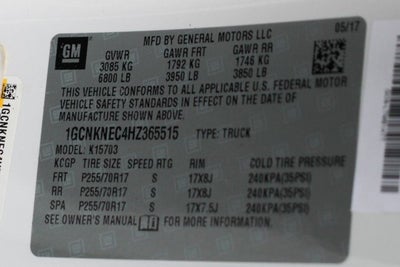 GM
MFD BY GENERAL MOTORS LLC
05/17
GVWR GAWR FRT GAWR RR
3085 KG 1792 KG 1746 KG
6800 LB 3950 LB 3850 LB
THIS VEHICLE CONFORMS TO ALL APPLICABLE U.S. FEDERAL MOTOR
VEHICLE SAFETY STANDARDS IN EFFECT ON THE DATE OF
MANUFACTURE SHOWN ABOVE.
1GCNKNEC4HZ365515 TYPE: TRUCK
MODEL: K15703
KCGP TIRE SIZE SPEED RTG RIM COLD TIRE PRESSURE
FRT P255/70R17 S 17X8J 240KPA(35PSI)
RR P255/70R17 S 17X8J 240KPA(35PSI)
SPA P255/70R17 S 17X7.5J 240KPA(35PSI)
SEE OWNER'S MANUAL FOR MORE INFORMATION.